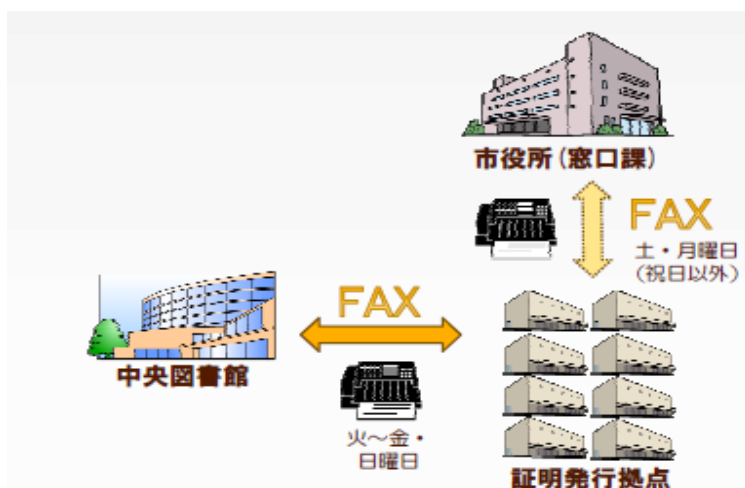 市役所(窓口課)
FAX
土・月曜日
(祝日以外)
FAX
中央図書館
火～金・
日曜日
証明発行拠点